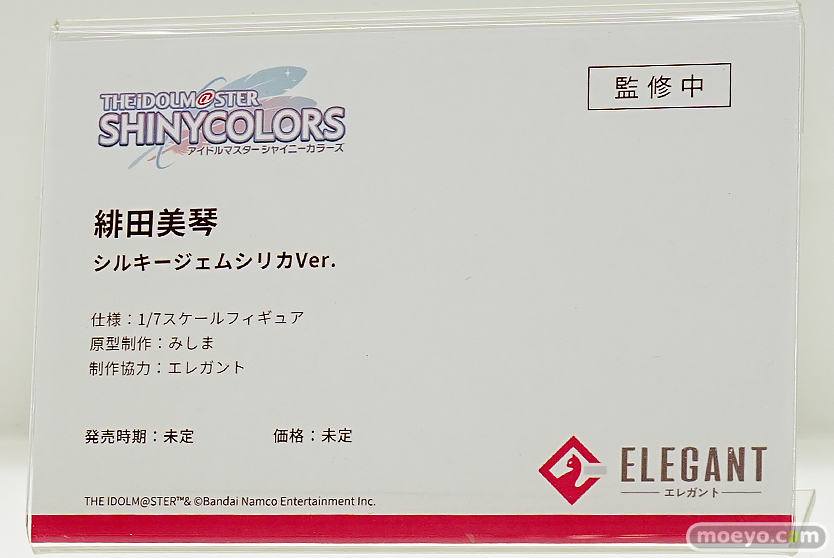 THE iDOLM@STER
SHINYCOLORS
アイドルマスター シャイニーカラーズ
監修中
緋田美琴
シルキージェムシリカVer.
仕様：1/7スケールフィギュア
原型制作：みしま
制作協力：エレガント
発売時期：未定 価格：未定
ELEGANT
エレガント
THE IDOLM@STER™& ©Bandai Namco Entertainment Inc.
moeyo.com